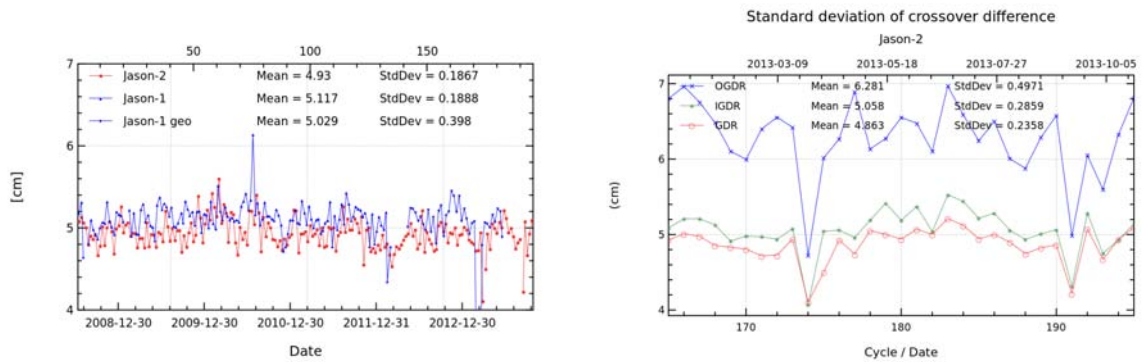 50 100 150
7
Jason-2 Mean = 4.93 StdDev = 0.1867
Jason-1 Mean = 5.117 StdDev = 0.1888
Jason-1 geo Mean = 5.029 StdDev = 0.398
6
[cm]
5
4
2008-12-30 2009-12-30 2010-12-30 2011-12-31 2012-12-30
Date
Standard deviation of crossover difference
Jason-2
2013-03-09 2013-05-18 2013-07-27 2013-10-05
7
OGDR Mean = 6.281 StdDev = 0.4971
IGDR Mean = 5.058 StdDev = 0.2859
GDR Mean = 4.863 StdDev = 0.2358
6
(cm)
5
4
170 180 190
Cycle / Date